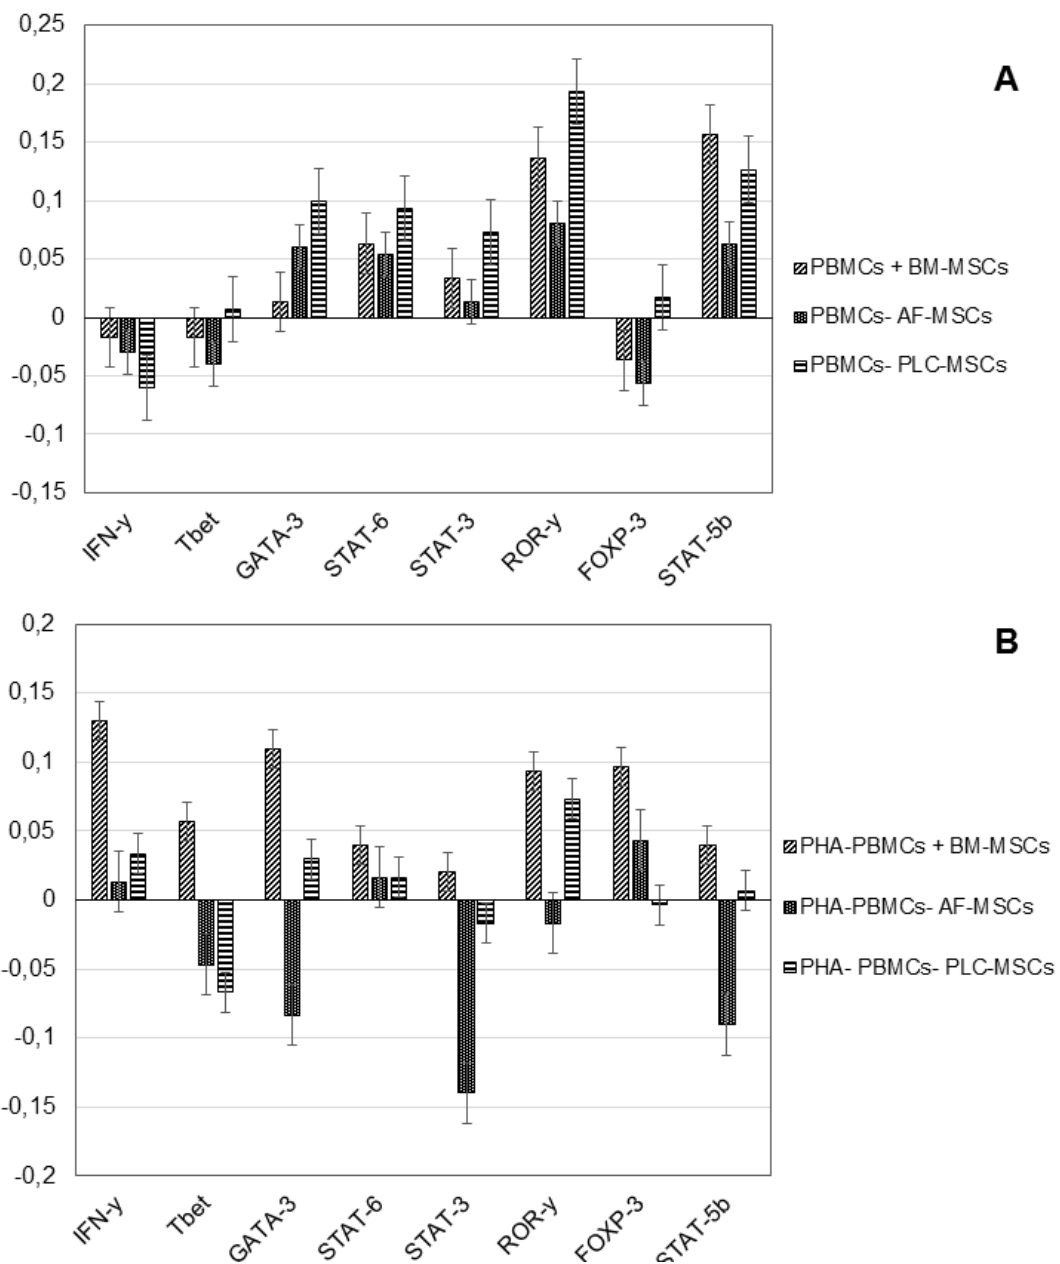 0,25
0,2
0,15
0,1
0,05
0
-0,05
-0,1
-0,15
A
PBMCs + BM-MSCs
PBMCs- AF-MSCs
PBMCs- PLC-MSCs
IFN-y
Tbet
GATA-3
STAT-6
STAT-3
ROR-y
FOXP-3
STAT-5b
0,2
0,15
0,1
0,05
0
-0,05
-0,1
-0,15
-0,2
B
PHA-PBMCs + BM-MSCs
PHA-PBMCs- AF-MSCs
PHA- PBMCs- PLC-MSCs
IFN-y
Tbet
GATA-3
STAT-6
STAT-3
ROR-y
FOXP-3
STAT-5b